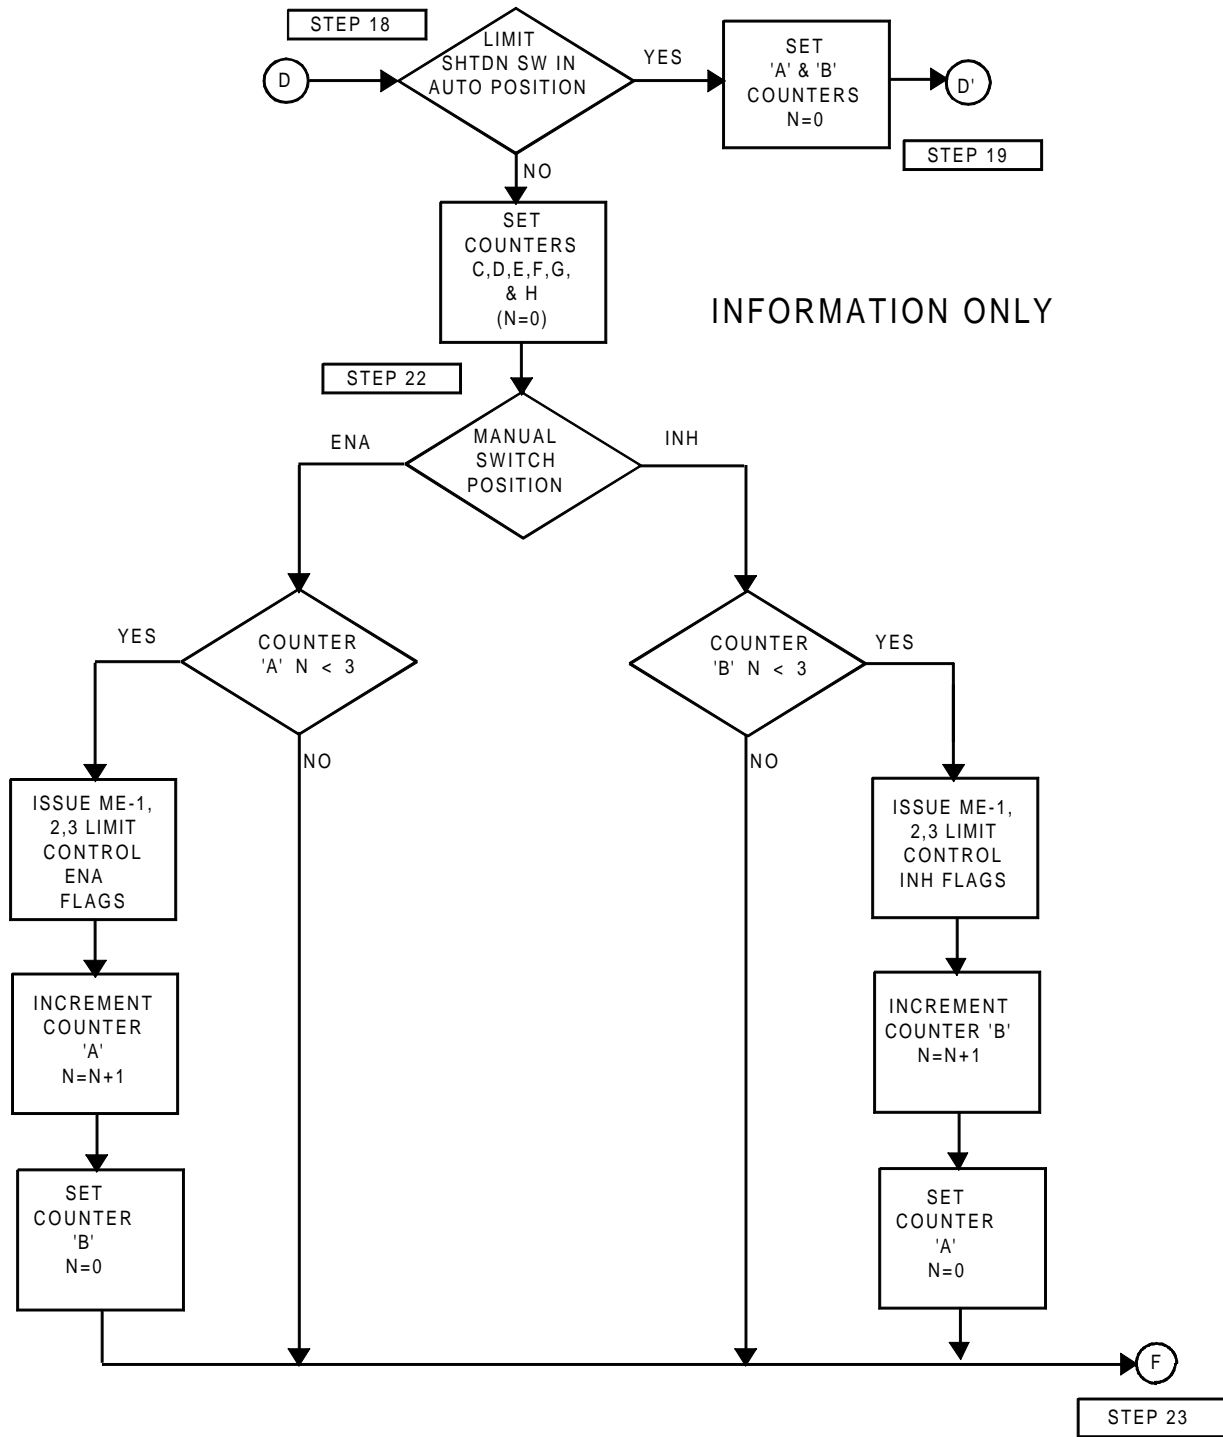 STEP 18
LIMIT
SHTDN SW IN
AUTO POSITION
D
YES
SET
'A' & 'B'
COUNTERS
N=0
D'
STEP 19
NO
SET
COUNTERS
C,D,E,F,G,
& H
(N=0)
INFORMATION ONLY
STEP 22
MANUAL
SWITCH
POSITION
ENA
INH
COUNTER
'A' N < 3
YES
NO
COUNTER
'B' N < 3
YES
NO
ISSUE ME-1,
2,3 LIMIT
CONTROL
ENA
FLAGS
ISSUE ME-1,
2,3 LIMIT
CONTROL
INH FLAGS
INCREMENT
COUNTER
'A'
N=N+1
INCREMENT
COUNTER 'B'
N=N+1
SET
COUNTER
'B'
N=0
SET
COUNTER
'A'
N=0
F
STEP 23